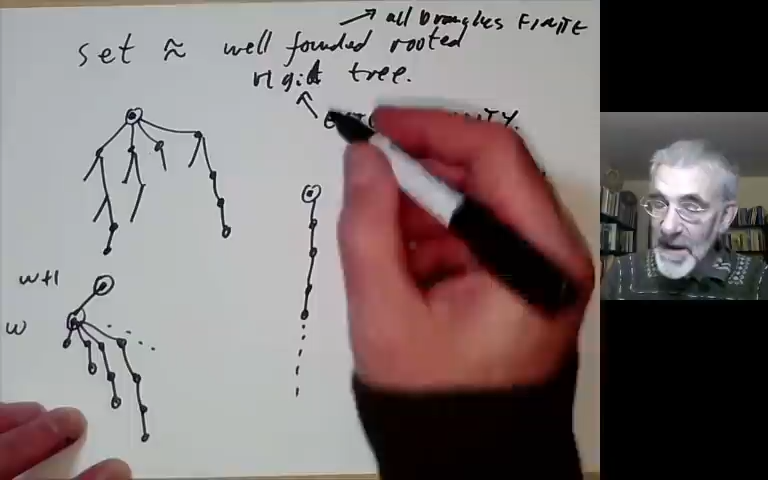 all branches FINITE
set ≈ well founded rooted
rigid tree.
w+1
w